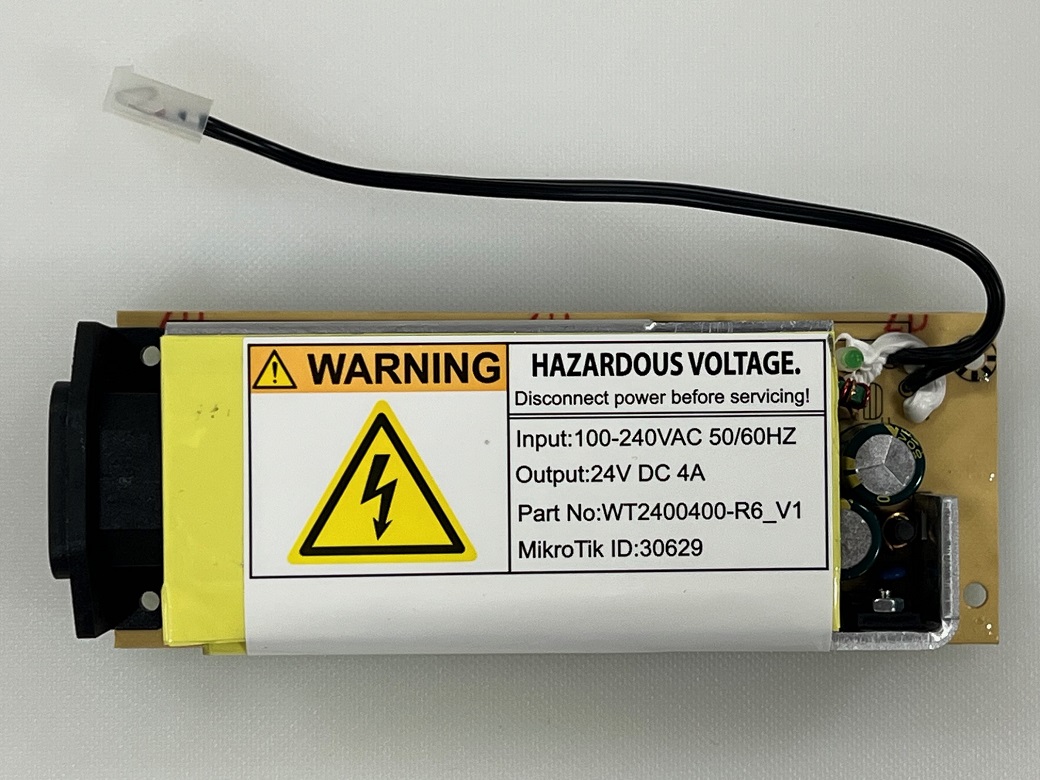 WARNING
HAZARDOUS VOLTAGE.
Disconnect power before servicing!
Input:100-240VAC 50/60HZ
Output:24V DC 4A
Part No:WT2400400-R6_V1
MikroTik ID:30629